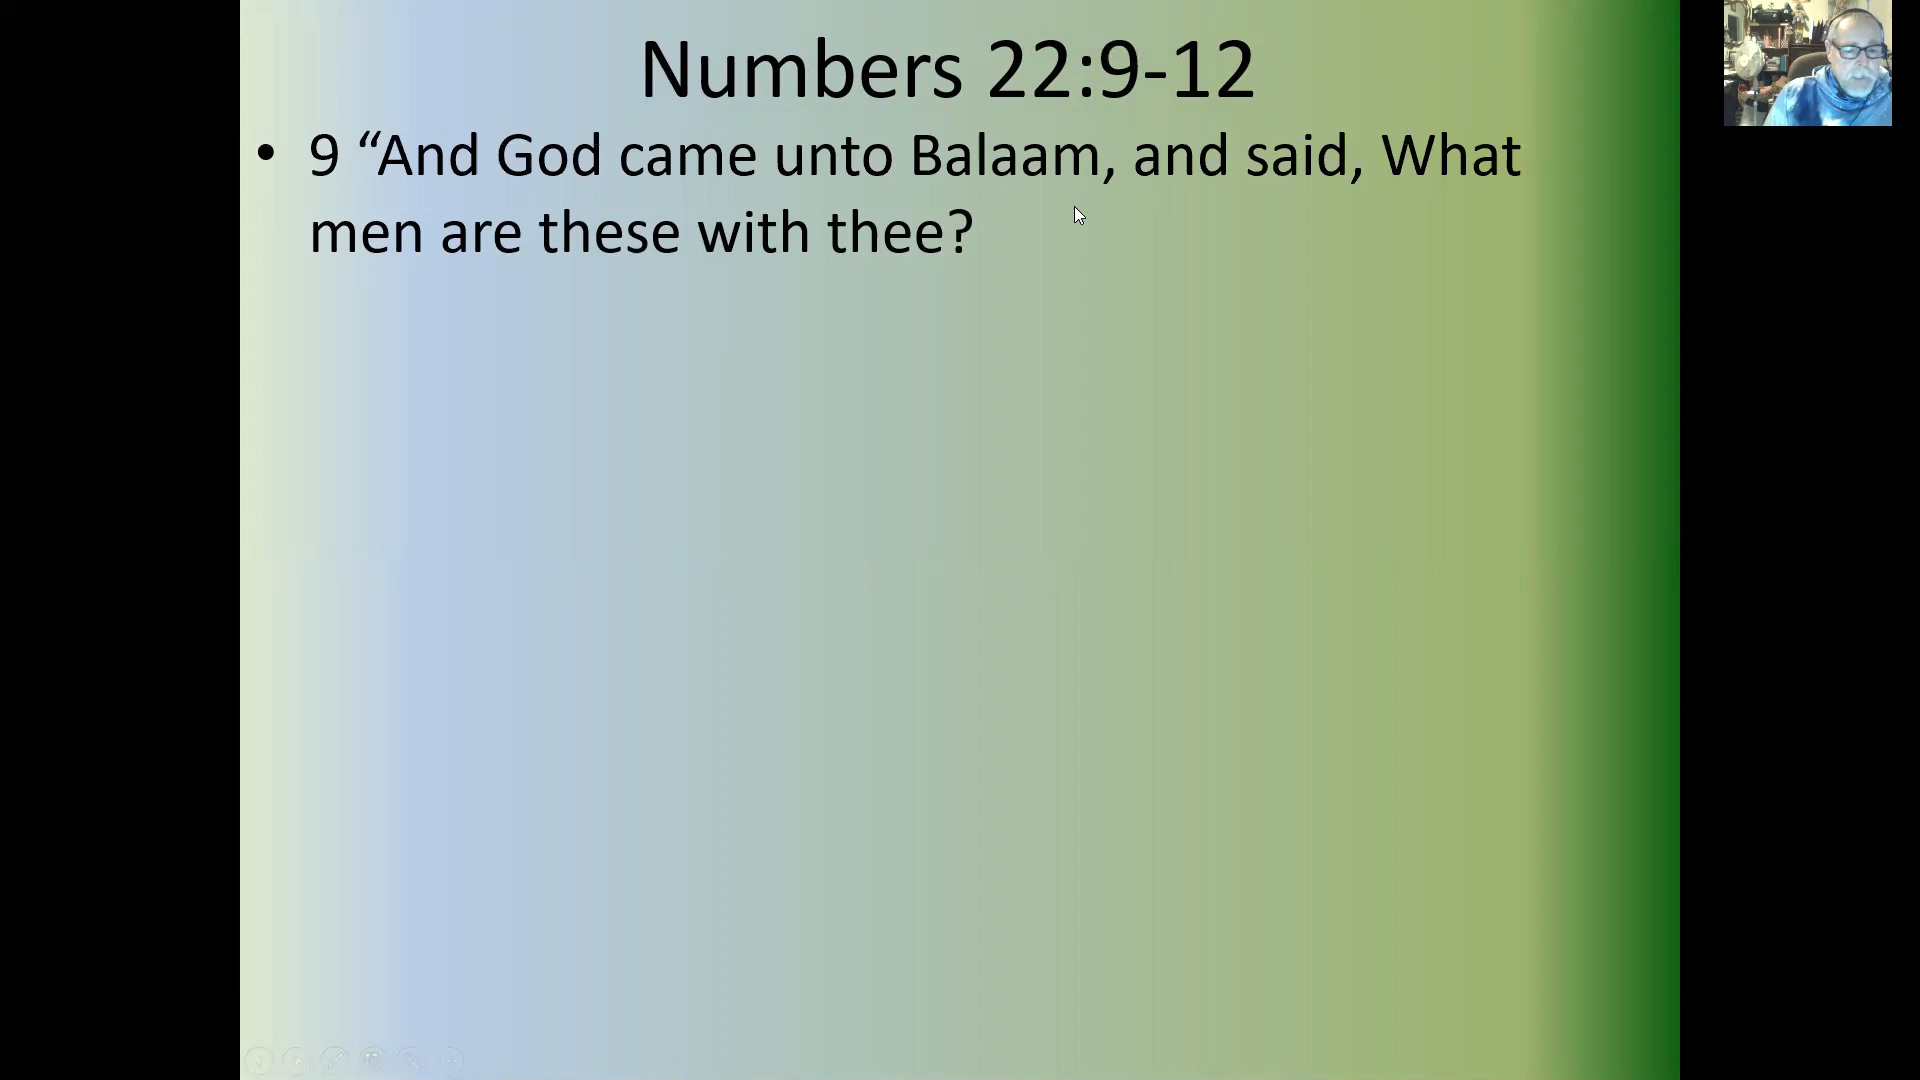 Numbers 22:9-12
• 9 “And God came unto Balaam, and said, What
men are these with thee?